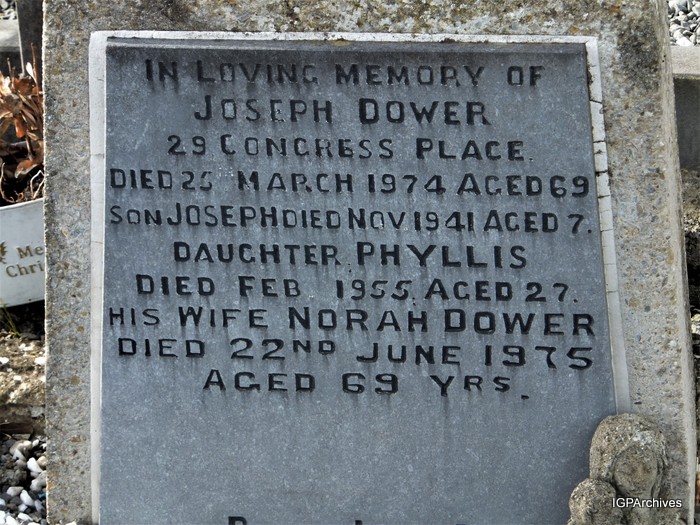 IN LOVING MEMORY OF
JOSEPH DOWER
29 CONGRESS PLACE.
DIED 25 MARCH 1974 AGED 69
SON JOSEPH DIED NOV 1941 AGED 7.
DAUGHTER PHYLLIS
DIED FEB 1955. AGED 27.
HIS WIFE NORAH DOWER
DIED 22ND JUNE 1975
AGED 69 YRS.
Me
Chri
IGPArchives